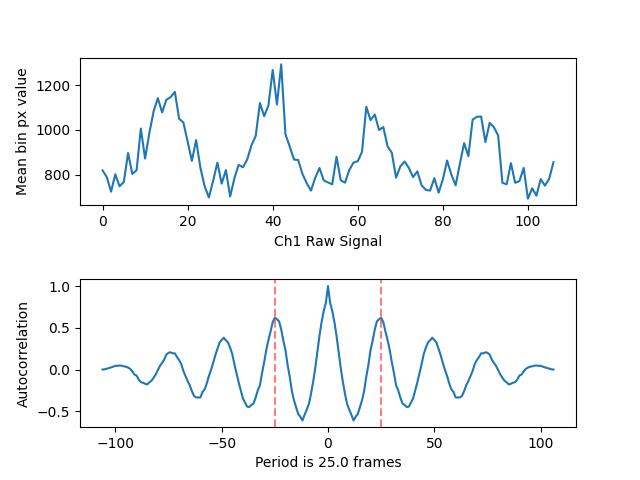 1200
1000
800
Mean bin px value
0 20 40 60 80 100
Ch1 Raw Signal
1.0
0.5
0.0
−0.5
Autocorrelation
−100 −50 0 50 100
Period is 25.0 frames